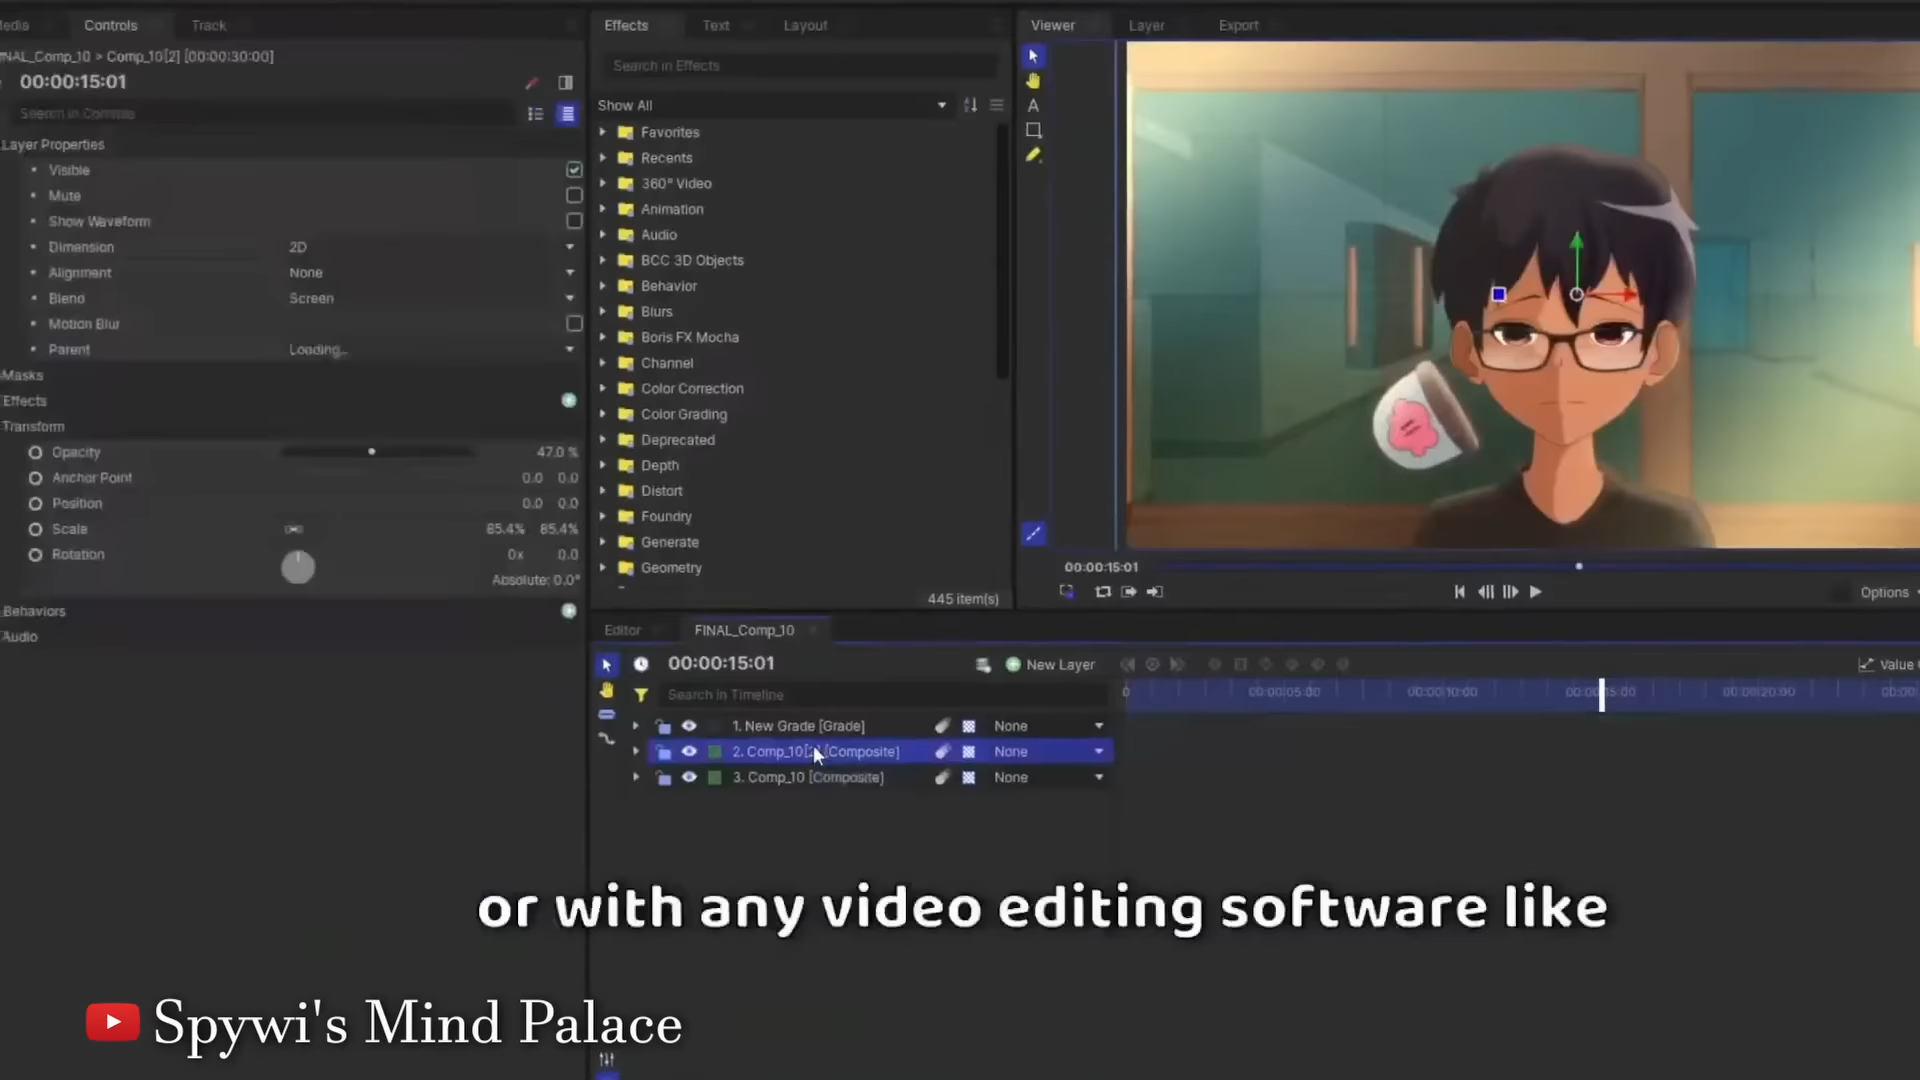 Controls
Track
Comp_10 > Comp_10[2] [00:00:30:00]
00:00:15:01
Search in Controls
Layer Properties
Visible
Mute
Show Waveform
Dimension 2D
Alignment None
Blend Screen
Motion Blur
Parent Loading...
Masks
Effects
Transform
Opacity 47.0 %
Anchor Point 0.0 0.0
Position 0.0 0.0
Scale 85.4% 85.4%
Rotation 0x 0.0
Absolute: 0.0°
Behaviors
Audio
Effects
Text
Layout
Search in Effects
Show All
Favorites
Recents
360° Video
Animation
Audio
BCC 3D Objects
Behavior
Blurs
Boris FX Mocha
Channel
Color Correction
Color Grading
Deprecated
Depth
Distort
Foundry
Generate
Geometry
445 item(s)
Viewer
Layer
Export
A
00:00:15:01
Options
Editor
FINAL_Comp_10
00:00:15:01
New Layer
Value
Search in Timeline
0 00:00:05:00 00:00:10:00 00:00:15:00 00:00:20:00
1. New Grade [Grade] None
2. Comp_10[2] [Composite] None
3. Comp_10 [Composite] None
or with any video editing software like
Spywi's Mind Palace